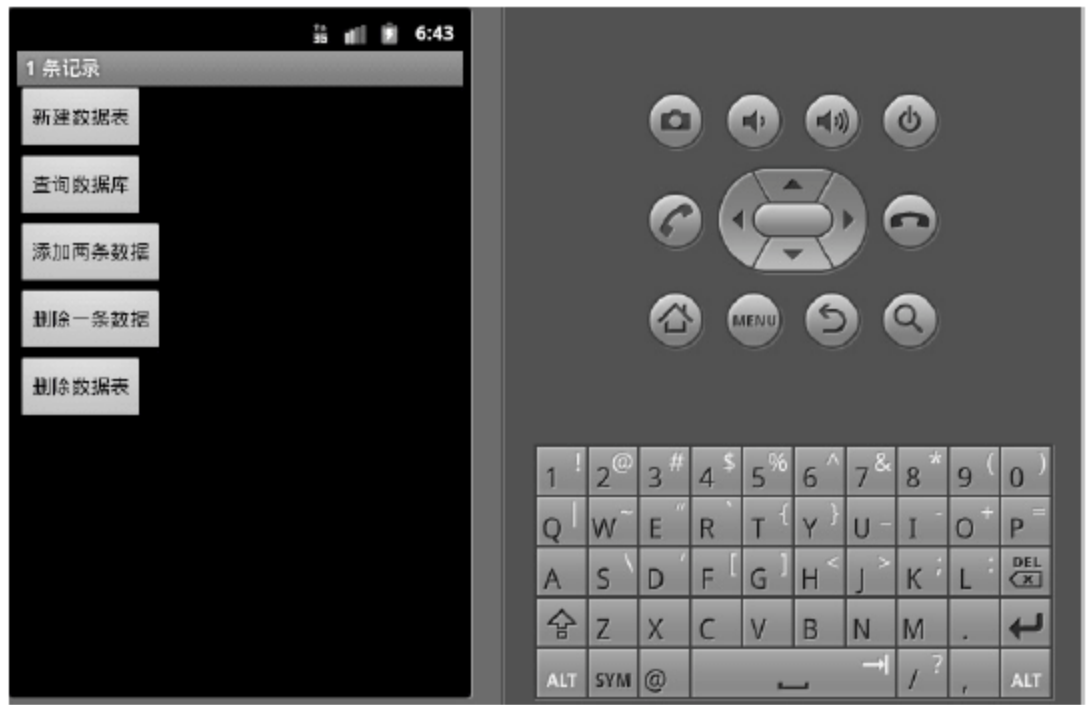 6:43
1 条记录
新建数据表
查询数据库
添加两条数据
删除一条数据
删除数据表
MENU
1 ! 2 @ 3 # 4 $ 5 % 6 ^ 7 & 8 * 9 ( 0 )
Q | W ~ E " R ` T { Y } U _ I - O + P =
A S \ D ' F [ G ] H < J > K ; L : DEL
Z X C V B N M .
ALT SYM @ / ? , ALT